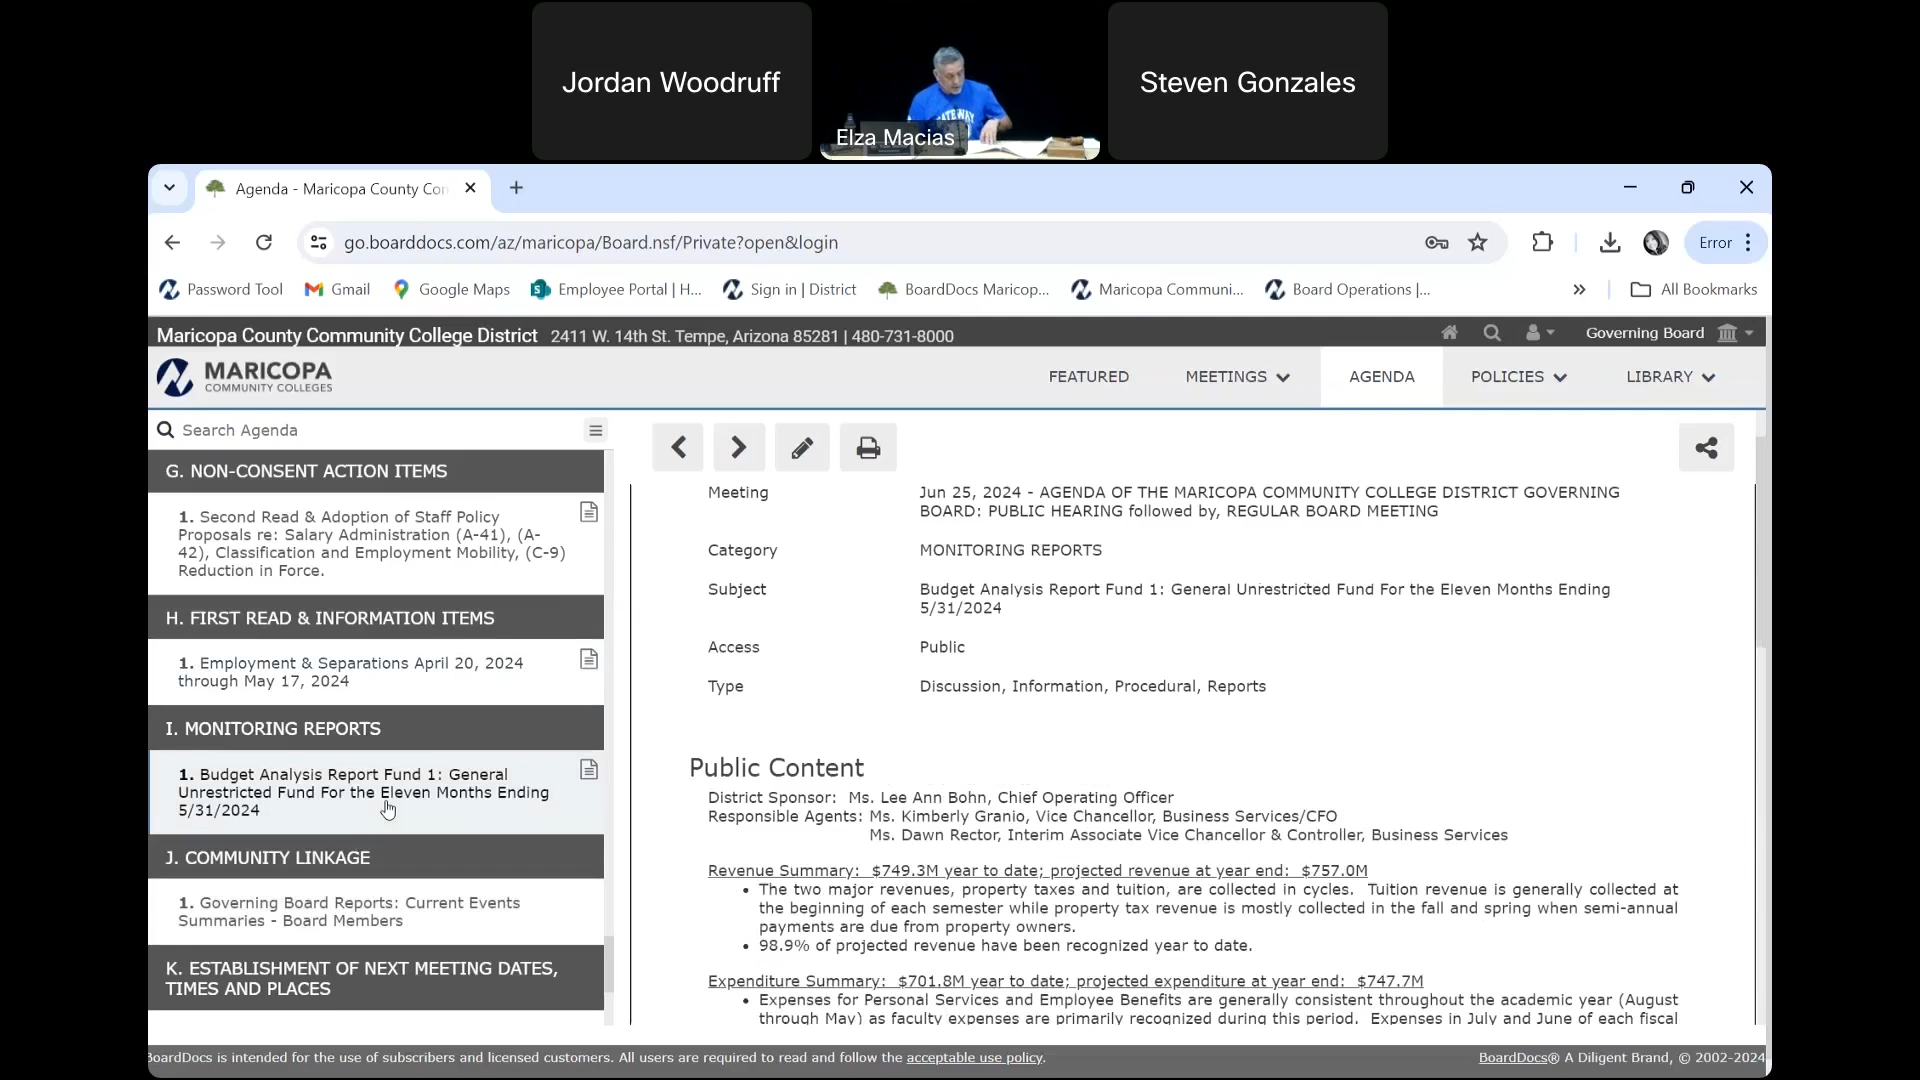 Jordan Woodruff
Elza Macias
Steven Gonzales
Agenda - Maricopa County Con
go.boarddocs.com/az/maricopa/Board.nsf/Private?open&login
Error
Password Tool
Gmail
Google Maps
Employee Portal | H...
Sign in | District
BoardDocs Maricop...
Maricopa Communi...
Board Operations |...
All Bookmarks
Maricopa County Community College District 2411 W. 14th St. Tempe, Arizona 85281 | 480-731-8000
Governing Board
MARICOPA
COMMUNITY COLLEGES
FEATURED
MEETINGS
AGENDA
POLICIES
LIBRARY
Search Agenda
G. NON-CONSENT ACTION ITEMS
1. Second Read & Adoption of Staff Policy
Proposals re: Salary Administration (A-41), (A-
42), Classification and Employment Mobility, (C-9)
Reduction in Force.
H. FIRST READ & INFORMATION ITEMS
1. Employment & Separations April 20, 2024
through May 17, 2024
I. MONITORING REPORTS
1. Budget Analysis Report Fund 1: General
Unrestricted Fund For the Eleven Months Ending
5/31/2024
J. COMMUNITY LINKAGE
1. Governing Board Reports: Current Events
Summaries - Board Members
K. ESTABLISHMENT OF NEXT MEETING DATES,
TIMES AND PLACES
Meeting
Jun 25, 2024 - AGENDA OF THE MARICOPA COMMUNITY COLLEGE DISTRICT GOVERNING
BOARD: PUBLIC HEARING followed by, REGULAR BOARD MEETING
Category
MONITORING REPORTS
Subject
Budget Analysis Report Fund 1: General Unrestricted Fund For the Eleven Months Ending
5/31/2024
Access
Public
Type
Discussion, Information, Procedural, Reports
Public Content
District Sponsor: Ms. Lee Ann Bohn, Chief Operating Officer
Responsible Agents: Ms. Kimberly Granio, Vice Chancellor, Business Services/CFO
Ms. Dawn Rector, Interim Associate Vice Chancellor & Controller, Business Services
Revenue Summary: $749.3M year to date; projected revenue at year end: $757.0M
• The two major revenues, property taxes and tuition, are collected in cycles. Tuition revenue is generally collected at
the beginning of each semester while property tax revenue is mostly collected in the fall and spring when semi-annual
payments are due from property owners.
• 98.9% of projected revenue have been recognized year to date.
Expenditure Summary: $701.8M year to date; projected expenditure at year end: $747.7M
• Expenses for Personal Services and Employee Benefits are generally consistent throughout the academic year (August
through May) as faculty expenses are primarily recognized during this period. Expenses in July and June of each fiscal
BoardDocs is intended for the use of subscribers and licensed customers. All users are required to read and follow the acceptable use policy.
BoardDocs® A Diligent Brand, © 2002-2024